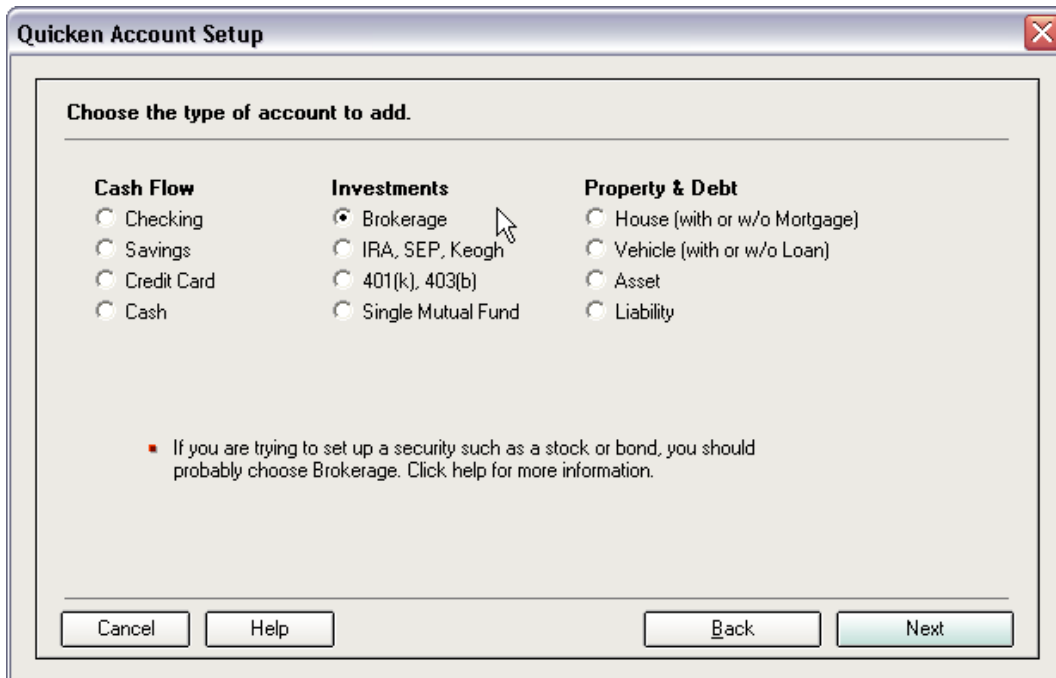 Quicken Account Setup
Choose the type of account to add.
Cash Flow
Checking
Savings
Credit Card
Cash
Investments
Brokerage
IRA, SEP, Keogh
401(k), 403(b)
Single Mutual Fund
Property & Debt
House (with or w/o Mortgage)
Vehicle (with or w/o Loan)
Asset
Liability
If you are trying to set up a security such as a stock or bond, you should
probably choose Brokerage. Click help for more information.
Cancel
Help
Back
Next